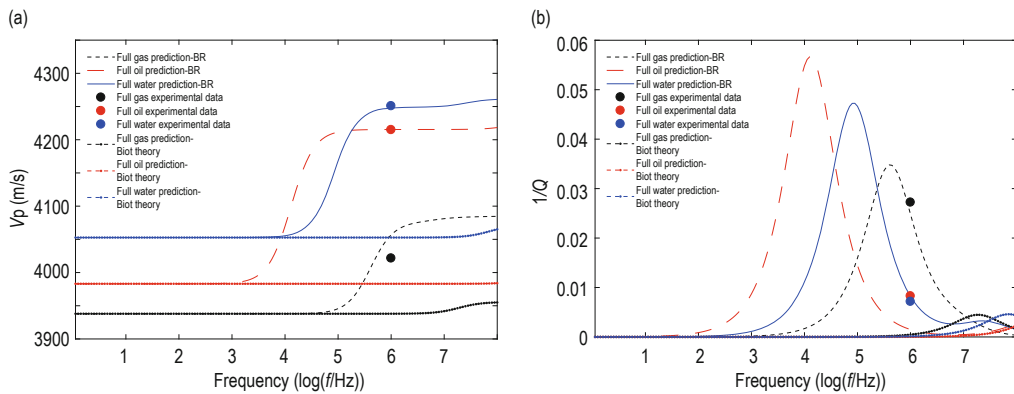 (a)
4300
4250
4200
4150
4100
4050
4000
3950
3900
Vp (m/s)
Full gas prediction-BR
Full oil prediction-BR
Full water prediction-BR
Full gas experimental data
Full oil experimental data
Full water experimental data
Full gas prediction-
Biot theory
Full oil prediction-
Biot theory
Full water prediction-
Biot theory
1 2 3 4 5 6 7
Frequency (log(f/Hz))
(b)
0.06
0.05
0.04
0.03
0.02
0.01
0
1/Q
Full gas prediction-BR
Full oil prediction-BR
Full water prediction-BR
Full gas experimental data
Full oil experimental data
Full water experimental data
Full gas prediction-
Biot theory
Full oil prediction-
Biot theory
Full water prediction-
Biot theory
1 2 3 4 5 6 7
Frequency (log(f/Hz))